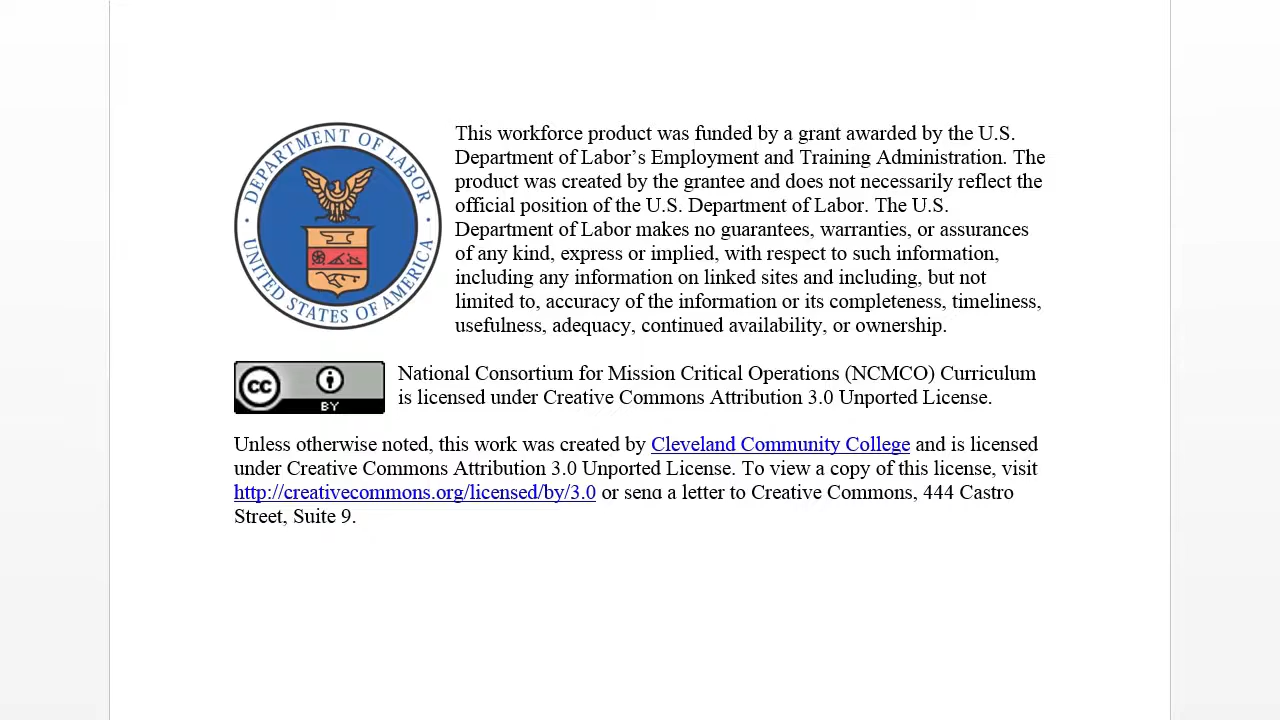 DEPARTMENT OF LABOR
UNITED STATES OF AMERICA
This workforce product was funded by a grant awarded by the U.S.
Department of Labor’s Employment and Training Administration. The
product was created by the grantee and does not necessarily reflect the
official position of the U.S. Department of Labor. The U.S.
Department of Labor makes no guarantees, warranties, or assurances
of any kind, express or implied, with respect to such information,
including any information on linked sites and including, but not
limited to, accuracy of the information or its completeness, timeliness,
usefulness, adequacy, continued availability, or ownership.
cc
BY
National Consortium for Mission Critical Operations (NCMCO) Curriculum
is licensed under Creative Commons Attribution 3.0 Unported License.
Unless otherwise noted, this work was created by Cleveland Community College and is licensed
under Creative Commons Attribution 3.0 Unported License. To view a copy of this license, visit
http://creativecommons.org/licensed/by/3.0 or send a letter to Creative Commons, 444 Castro
Street, Suite 9.